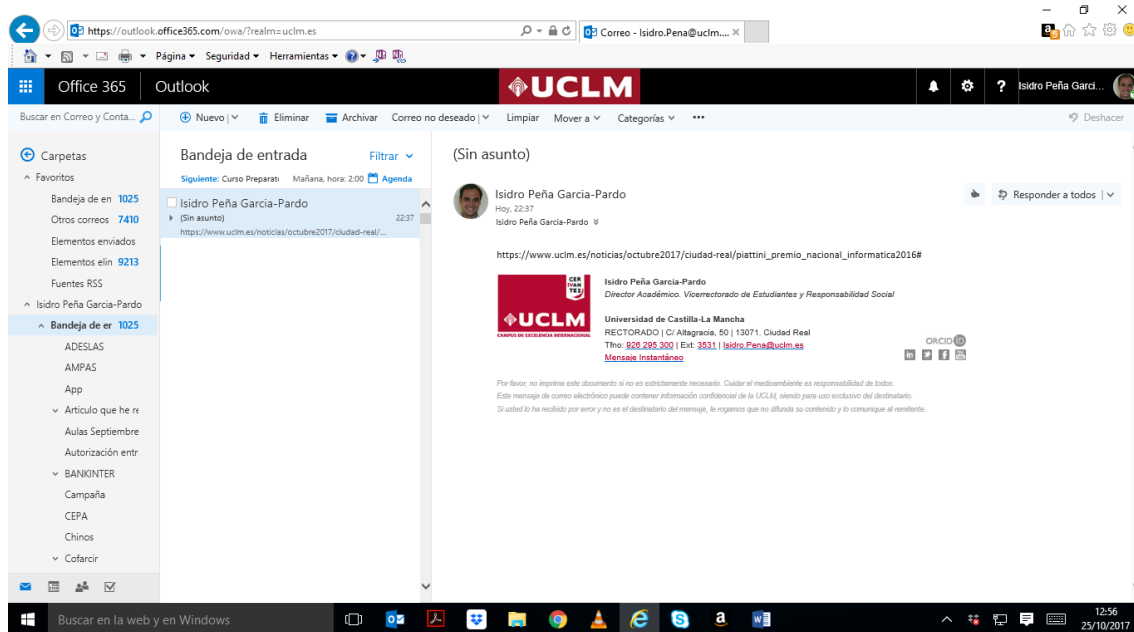 https://outlook.office365.com/owa/?realm=uclm.es
Correo - Isidro.Pena@uclm....
Página Seguridad Herramientas
Office 365 Outlook
UCLM
? Isidro Peña Garci...
Buscar en Correo y Conta...
Nuevo Eliminar Archivar Correo no deseado Limpiar Mover a Categorías ••• Deshacer
Carpetas
Favoritos
Bandeja de en 1025
Otros correos 7410
Elementos enviados
Elementos elin 9213
Fuentes RSS
Isidro Peña Garcia-Pardo
Bandeja de er 1025
ADESLAS
AMPAS
App
Articulo que he re
Aulas Septiembre
Autorización entr
BANKINTER
Campaña
CEPA
Chinos
Cofarcir
Bandeja de entrada Filtrar
Siguiente: Curso Preparati Mañana, hora: 2:00 Agenda
Isidro Peña Garcia-Pardo
(Sin asunto) 22:37
https://www.uclm.es/noticias/octubre2017/ciudad-real/...
(Sin asunto)
Isidro Peña Garcia-Pardo
Hoy, 22:37
Isidro Peña Garcia-Pardo
Responder a todos
https://www.uclm.es/noticias/octubre2017/ciudad-real/piattini_premio_nacional_informatica2016#
CER
IVAN
TES
UCLM
CAMPUS DE EXCELENCIA INTERNACIONAL
Isidro Peña Garcia-Pardo
Director Académico. Vicerrectorado de Estudiantes y Responsabilidad Social
Universidad de Castilla-La Mancha
RECTORADO | C/ Altagracia, 50 | 13071. Ciudad Real
Tfno: 926 295 300 | Ext: 3531 | Isidro.Pena@uclm.es
Mensaje Instantáneo
ORCID iD
in f
Por favor, no imprima este documento si no es estrictamente necesario. Cuidar el medioambiente es responsabilidad de todos.
Este mensaje de correo electrónico puede contener información confidencial de la UCLM, siendo para uso exclusivo del destinatario.
Si usted lo ha recibido por error y no es el destinatario del mensaje, le rogamos que no difunda su contenido y lo comunique al remitente.
Buscar en la web y en Windows
12:56
25/10/2017